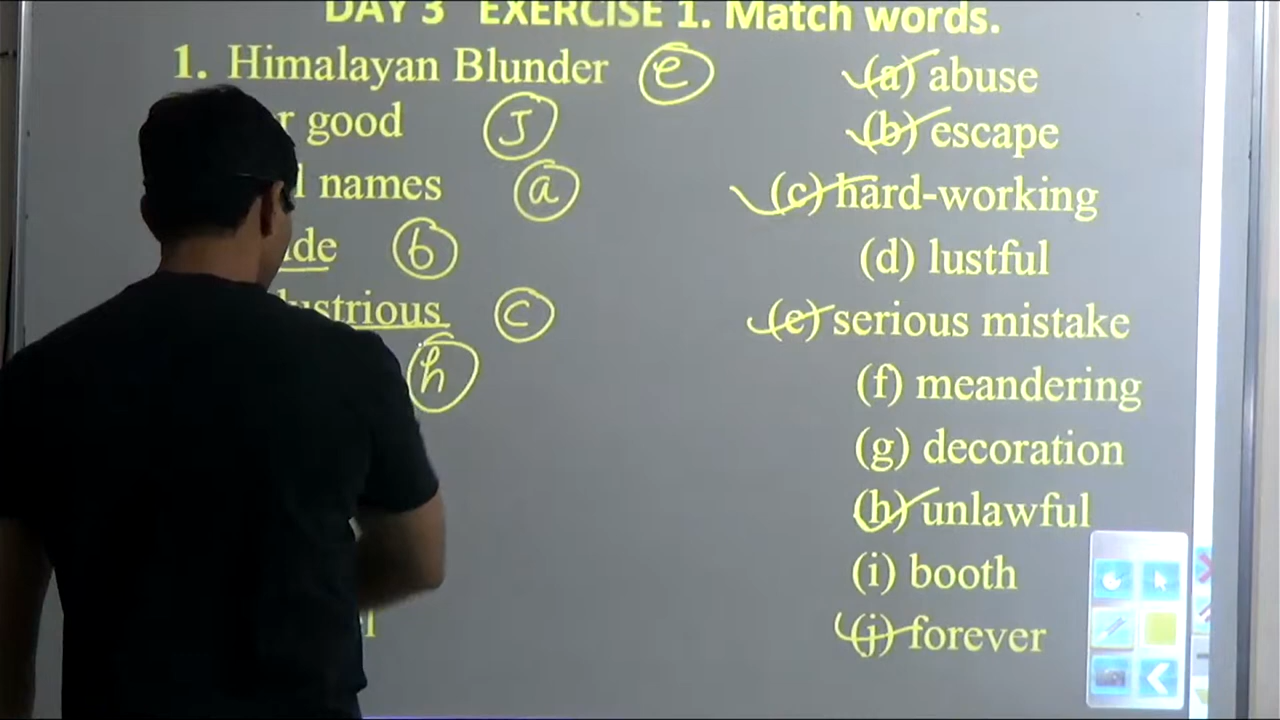 DAY 3 EXERCISE 1. Match words.
1. Himalayan Blunder e (a) abuse
good J (b) escape
names a (c) hard-working
b (d) lustful
c (e) serious mistake
h (f) meandering
(g) decoration
(h) unlawful
(i) booth
(j) forever